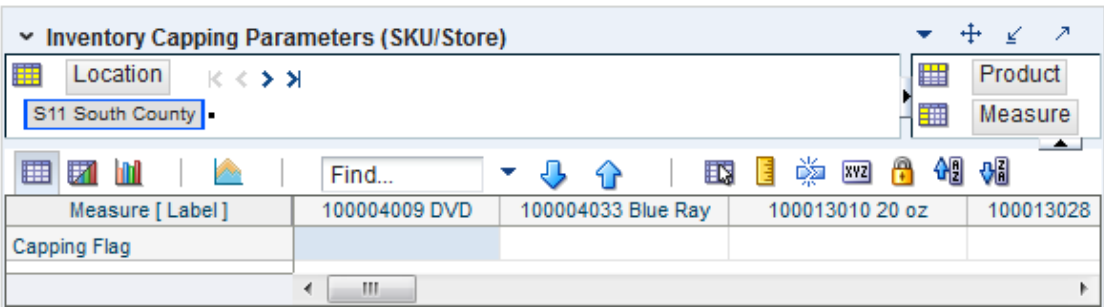 Inventory Capping Parameters (SKU/Store)
Location
Product
S11 South County
Measure
Find...
XYZ
A
Z
Z
A
Measure [ Label ] 100004009 DVD 100004033 Blue Ray 100013010 20 oz 100013028
Capping Flag